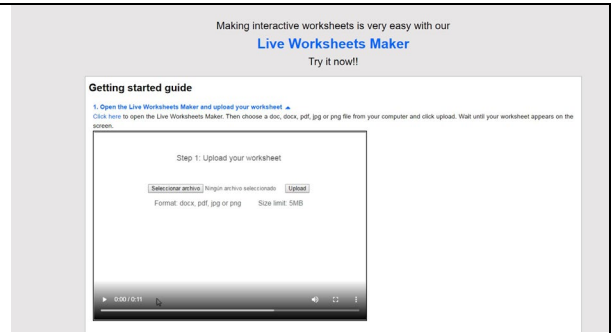 Making interactive worksheets is very easy with our
Live Worksheets Maker
Try it now!!
Getting started guide
1. Open the Live Worksheets Maker and upload your worksheet
Click here to open the Live Worksheets Maker. Then choose a doc, docx, pdf, jpg or png file from your computer and click upload. Wait until your worksheet appears on the
screen.
Step 1: Upload your worksheet
Seleccionar archivo Ningún archivo seleccionado Upload
Format: docx, pdf, jpg or png Size limit: 5MB
0:00 / 0:11